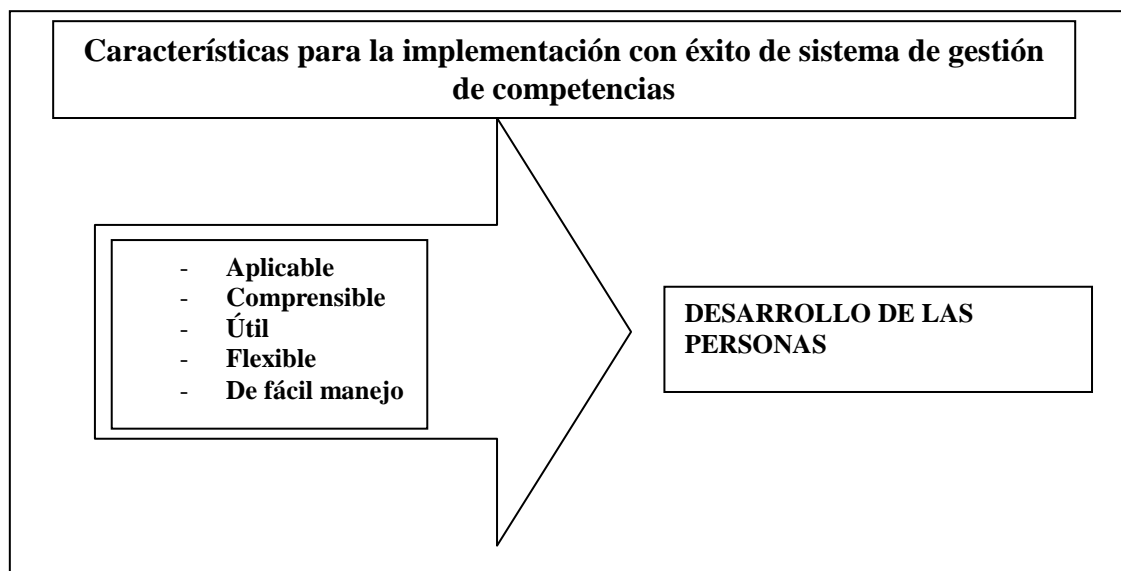 Características para la implementación con éxito de sistema de gestión
de competencias
- Aplicable
- Comprensible
- Útil
- Flexible
- De fácil manejo
DESARROLLO DE LAS
PERSONAS